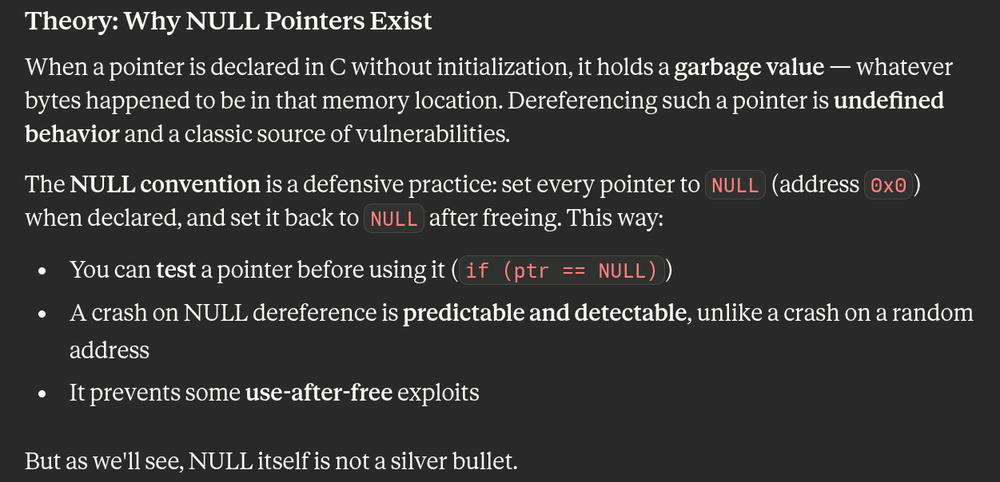 Theory: Why NULL Pointers Exist
When a pointer is declared in C without initialization, it holds a garbage value — whatever
bytes happened to be in that memory location. Dereferencing such a pointer is undefined
behavior and a classic source of vulnerabilities.
The NULL convention is a defensive practice: set every pointer to NULL (address 0x0)
when declared, and set it back to NULL after freeing. This way:
• You can test a pointer before using it (if (ptr == NULL))
• A crash on NULL dereference is predictable and detectable, unlike a crash on a random
address
• It prevents some use-after-free exploits
But as we'll see, NULL itself is not a silver bullet.